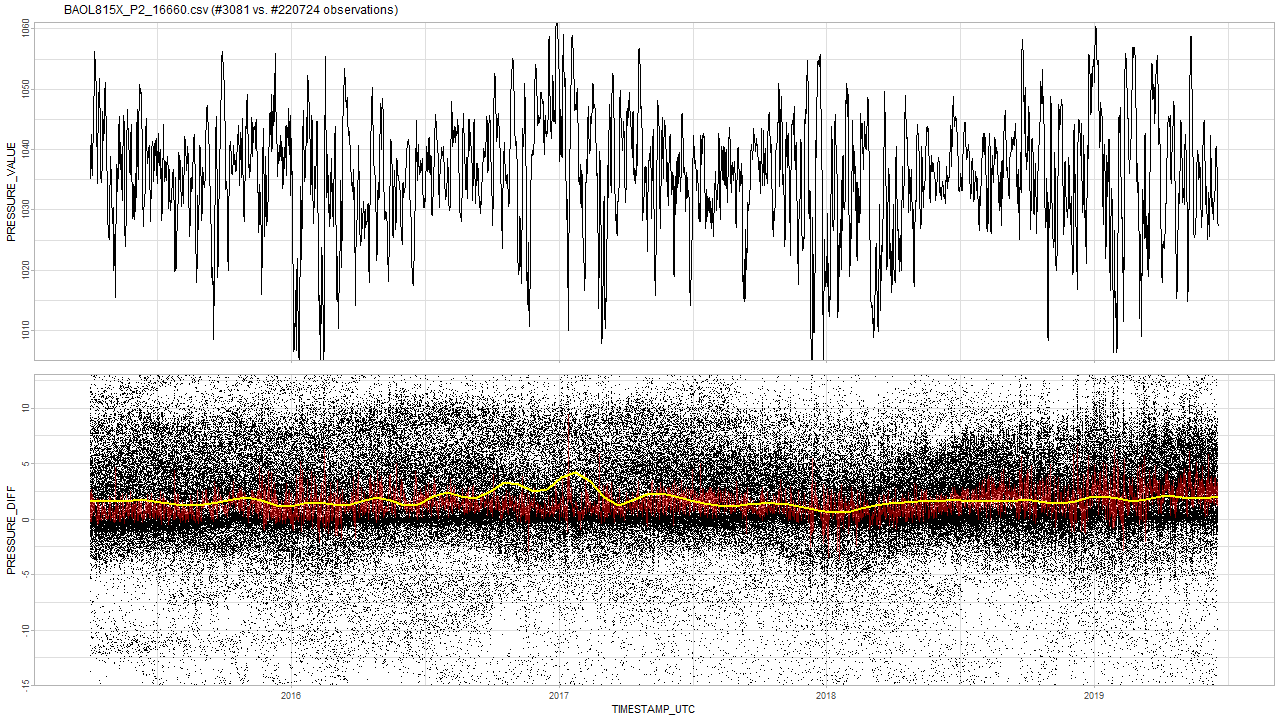 BAOL815X_P2_16660.csv (#3081 vs. #220724 observations)
1060
1050
1040
1030
1020
1010
PRESSURE_VALUE
10
5
0
-5
-10
-15
PRESSURE_DIFF
2016 2017 2018 2019
TIMESTAMP_UTC